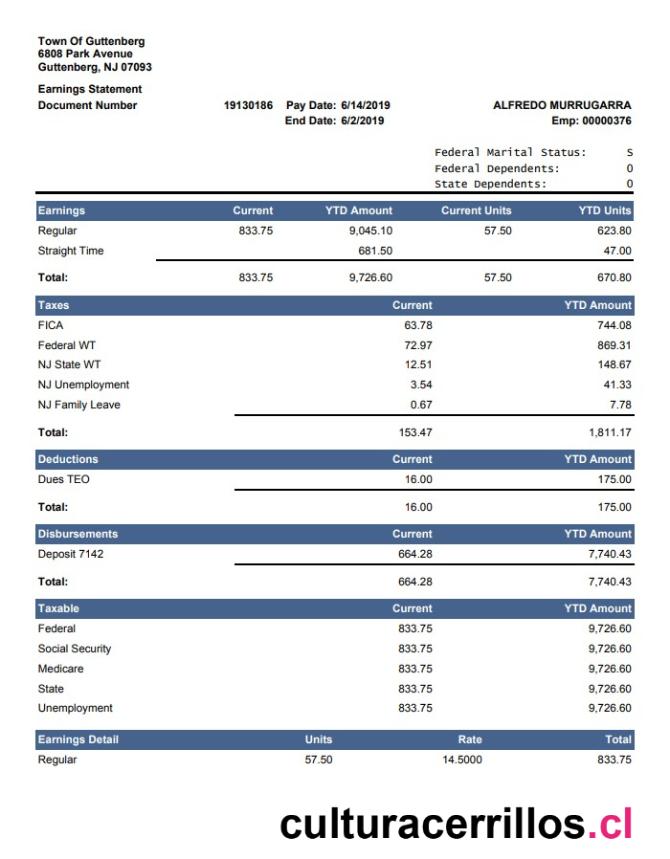 Town Of Guttenberg
6808 Park Avenue
Guttenberg, NJ 07093
Earnings Statement
Document Number 19130186 Pay Date: 6/14/2019 ALFREDO MURRUGARRA
End Date: 6/2/2019 Emp: 00000376
Federal Marital Status: S
Federal Dependents: 0
State Dependents: 0
Earnings Current YTD Amount Current Units YTD Units
Regular 833.75 9,045.10 57.50 623.80
Straight Time 681.50 47.00
Total: 833.75 9,726.60 57.50 670.80
Taxes Current YTD Amount
FICA 63.78 744.08
Federal WT 72.97 869.31
NJ State WT 12.51 148.67
NJ Unemployment 3.54 41.33
NJ Family Leave 0.67 7.78
Total: 153.47 1,811.17
Deductions Current YTD Amount
Dues TEO 16.00 175.00
Total: 16.00 175.00
Disbursements Current YTD Amount
Deposit 7142 664.28 7,740.43
Total: 664.28 7,740.43
Taxable Current YTD Amount
Federal 833.75 9,726.60
Social Security 833.75 9,726.60
Medicare 833.75 9,726.60
State 833.75 9,726.60
Unemployment 833.75 9,726.60
Earnings Detail Units Rate Total
Regular 57.50 14.5000 833.75
culturacerrillos.cl